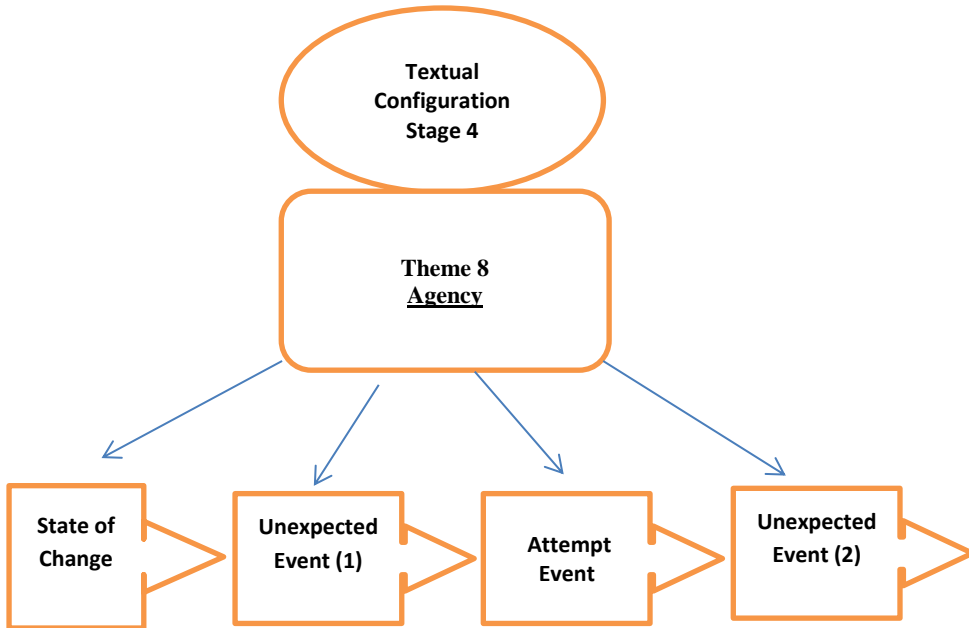 Textual
Configuration
Stage 4
Theme 8
Agency
State of
Change
Unexpected
Event (1)
Attempt
Event
Unexpected
Event (2)